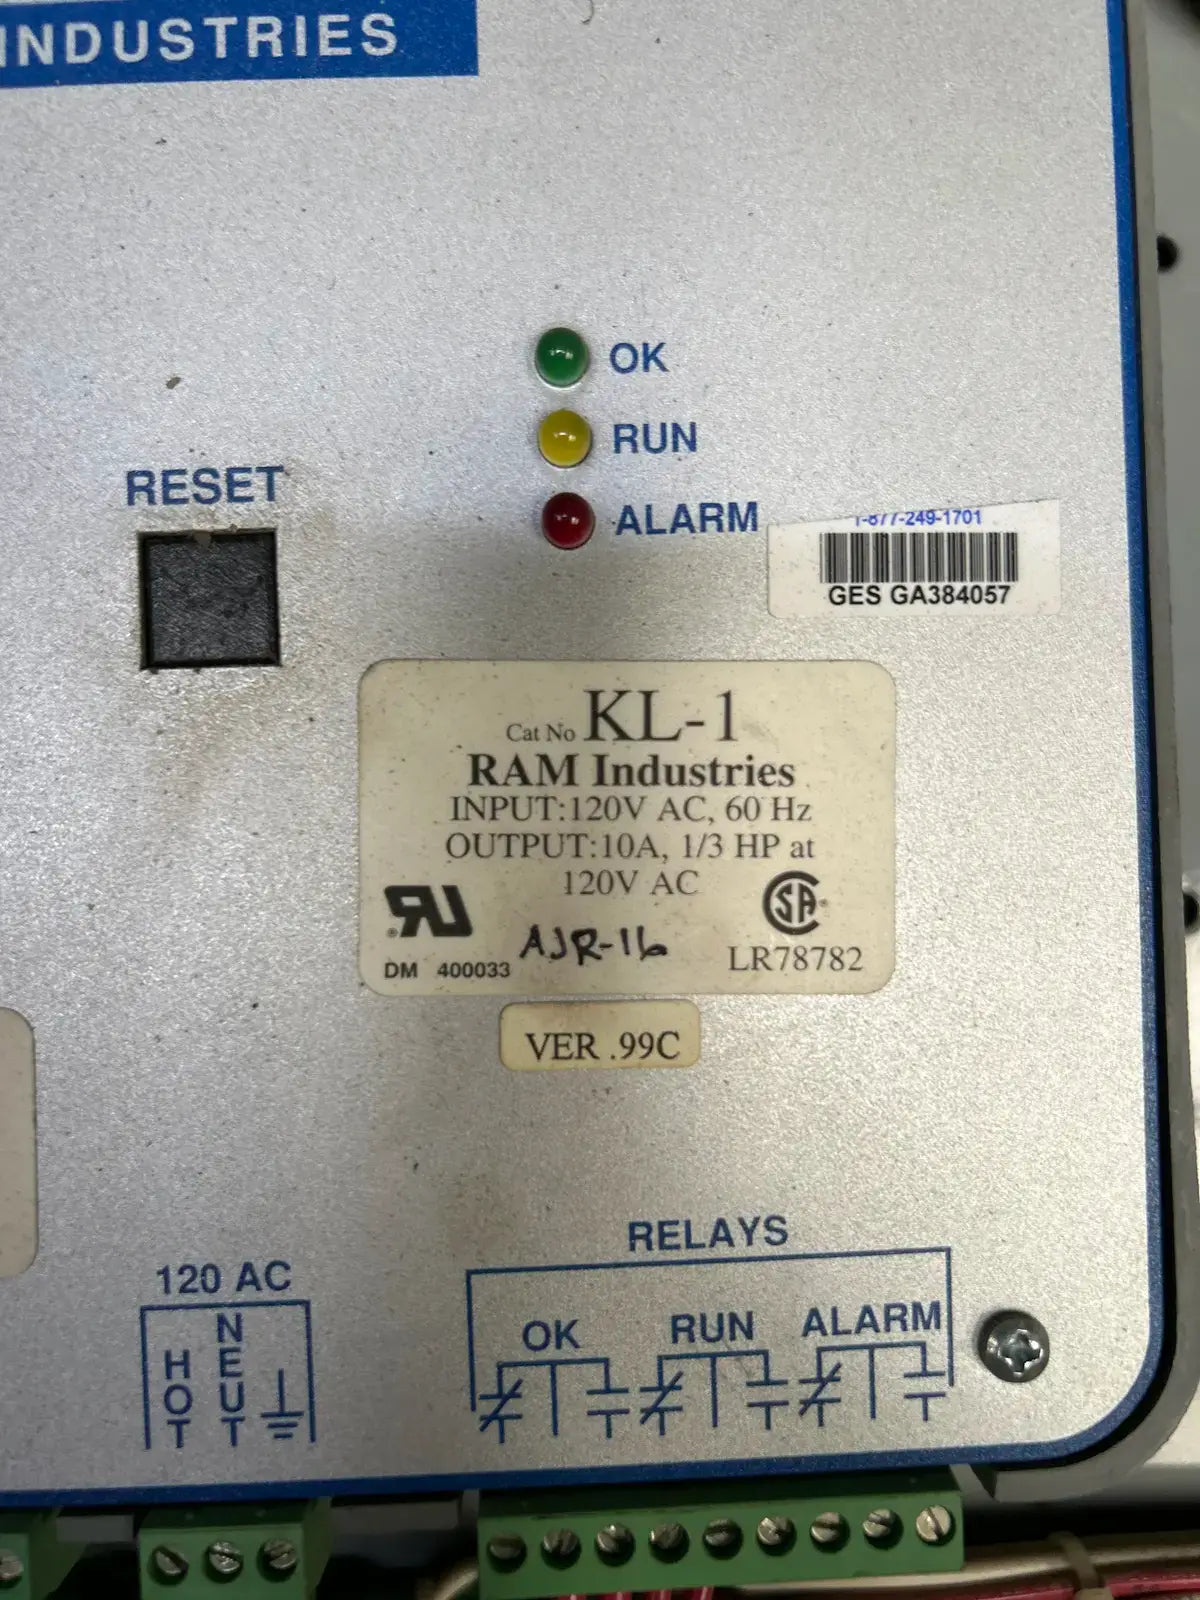 INDUSTRIES
OK
RUN
RESET
ALARM
1-877-249-1701
GES GA384057
Cat No KL-1
RAM Industries
INPUT:120V AC, 60 Hz
OUTPUT:10A, 1/3 HP at
120V AC
RU
SA
AJR-16
DM 400033
LR78782
VER .99C
RELAYS
120 AC
OK RUN ALARM
HOT
NEUT